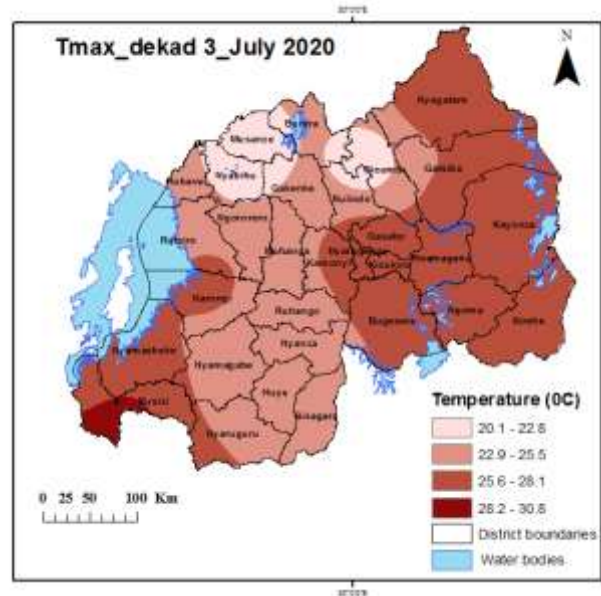 Tmax_dekad 3_July 2020
N
Nyagatare
Burera
Musanze
Gicumbi
Gatsibo
Nyabihu
Rubavu
Gakenke
Rulindo
Kayonza
Ngororero
Rutsiro
Gasabo
Muhanga
Kamonyi
Kicukiro
Rwamagana
Karongi
Ruhango
Bugesera
Ngoma
Kirehe
Nyanza
Nyamasheke
Nyamagabe
Huye
Rusizi
Gisagara
Nyaruguru
Temperature (0C)
20.1 - 22.8
22.9 - 25.5
25.6 - 28.1
28.2 - 30.8
District boundaries
Water bodies
0 25 50 100 Km